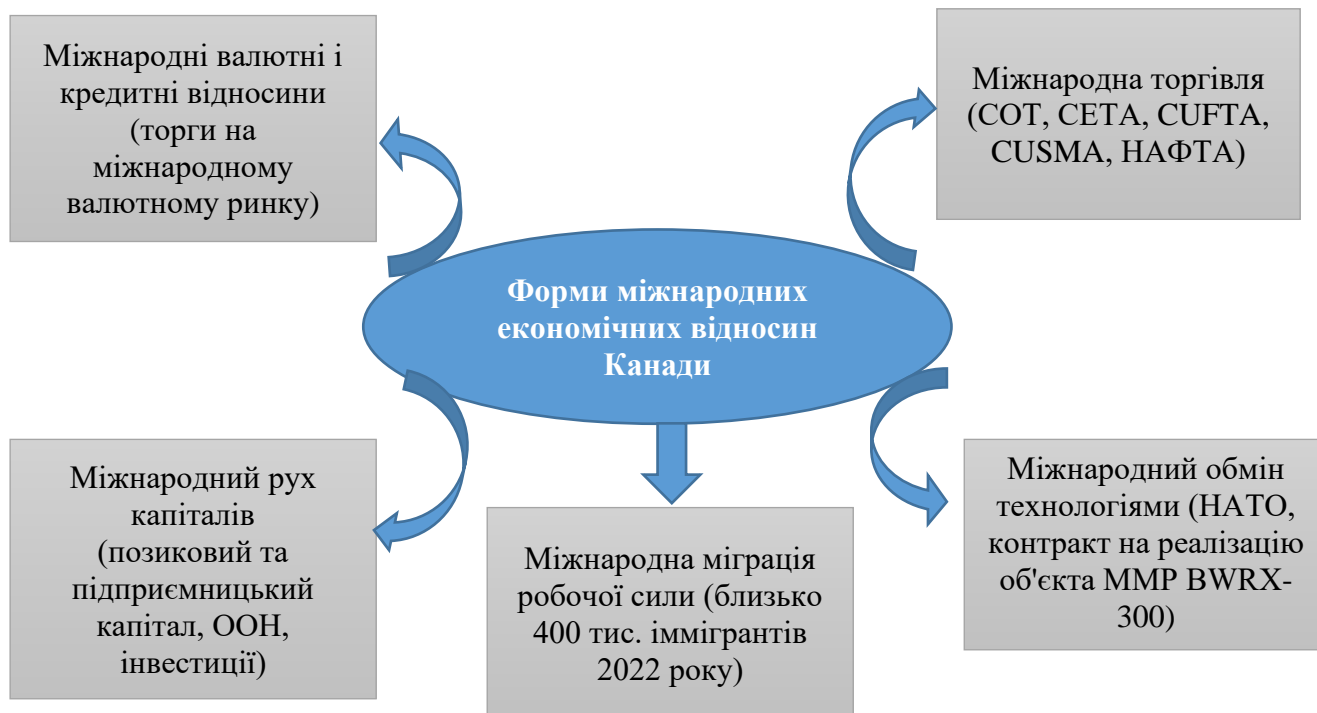 Міжнародні валютні і
кредитні відносини
(торги на
міжнародному
валютному ринку)
Міжнародна торгівля
(СОТ, CETA, CUFTA,
CUSMA, НАФТА)
Форми міжнародних
економічних відносин
Канади
Міжнародний рух
капіталів
(позиковий та
підприємницький
капітал, ООН,
інвестиції)
Міжнародна міграція
робочої сили (близько
400 тис. іммігрантів
2022 року)
Міжнародний обмін
технологіями (НАТО,
контракт на реалізацію
об'єкта ММР BWRX-
300)